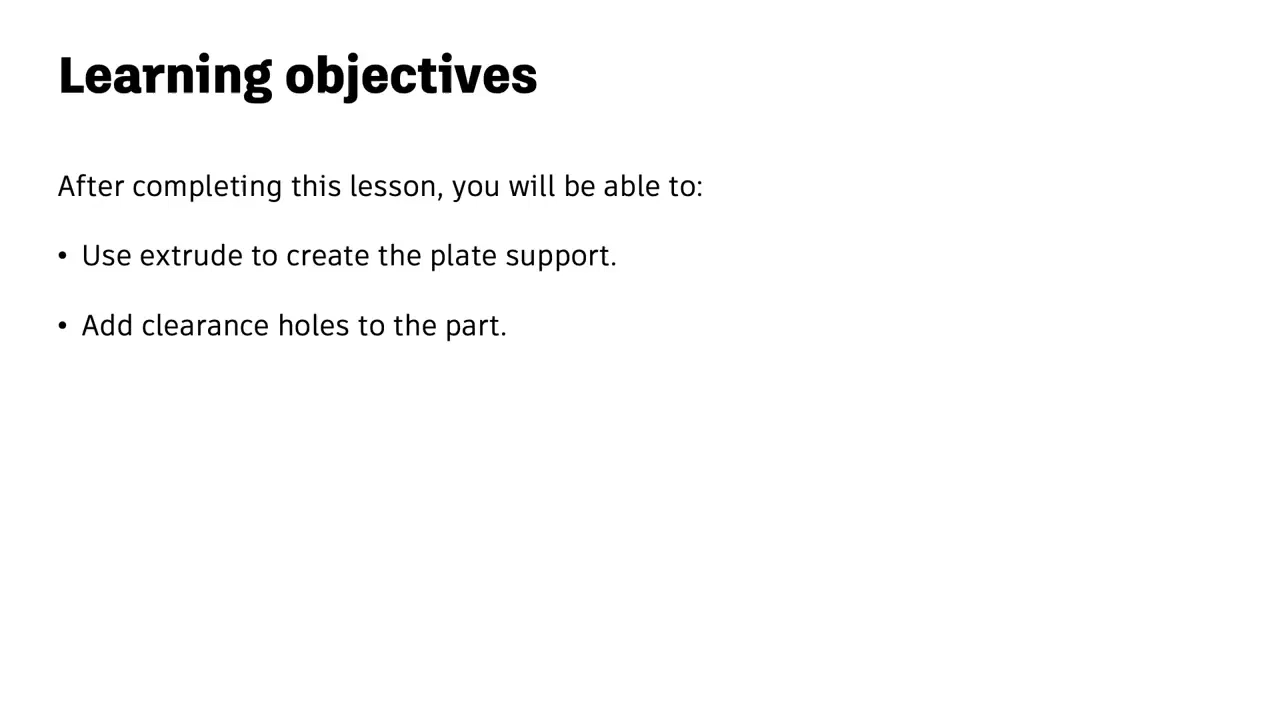 Learning objectives
After completing this lesson, you will be able to:
• Use extrude to create the plate support.
• Add clearance holes to the part.